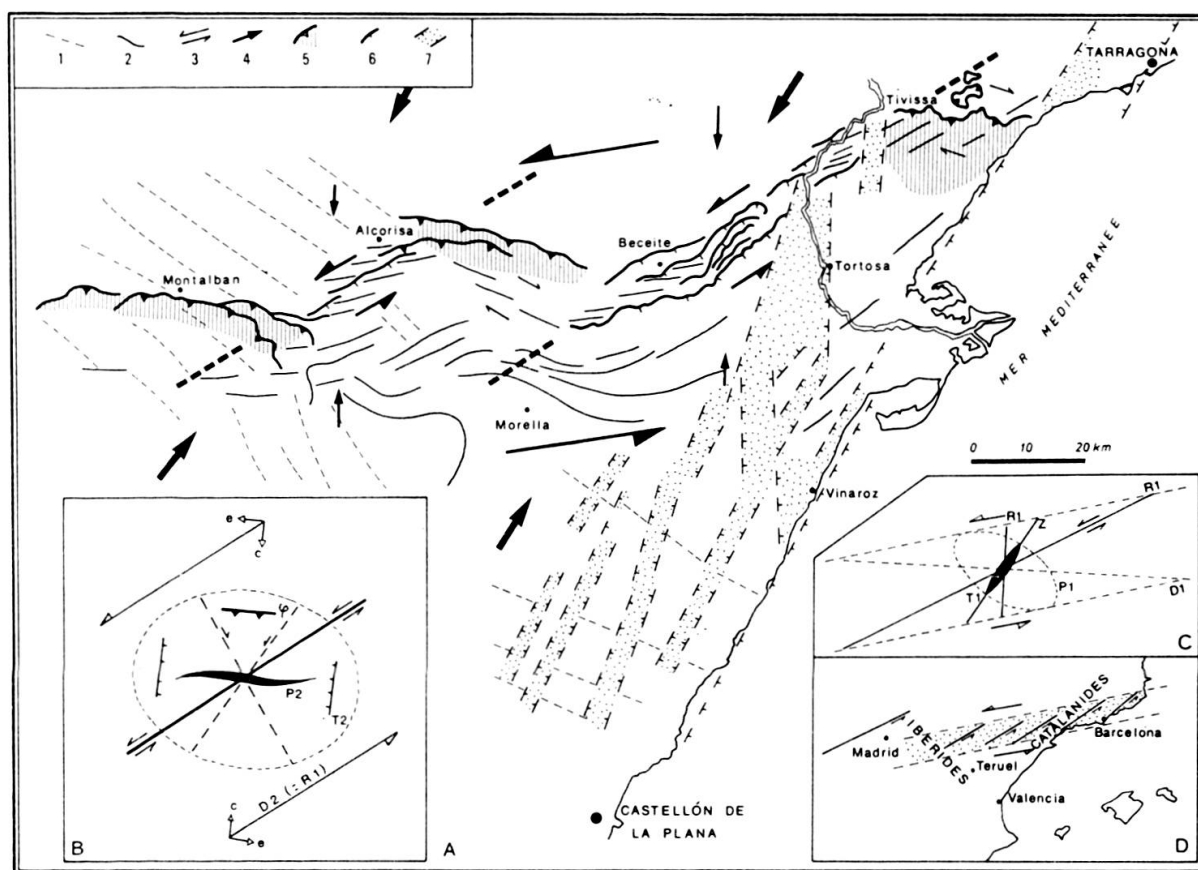 1 2 3 4 5 6 7
TARRAGONA
Tivissa
Alcorisa
Beceite
Montalban
Tortosa
MER MEDITERRANEE
Morella
0 10 20 km
Vinaroz
CASTELLÓN DE
LA PLANA
A
e
c
φ
P2
T2
D2 (=R1)
c
e
B
R1
R1
Z
T1
P1
D1
C
IBERIDES
CATALANIDES
Madrid
Barcelona
Teruel
Valencia
D